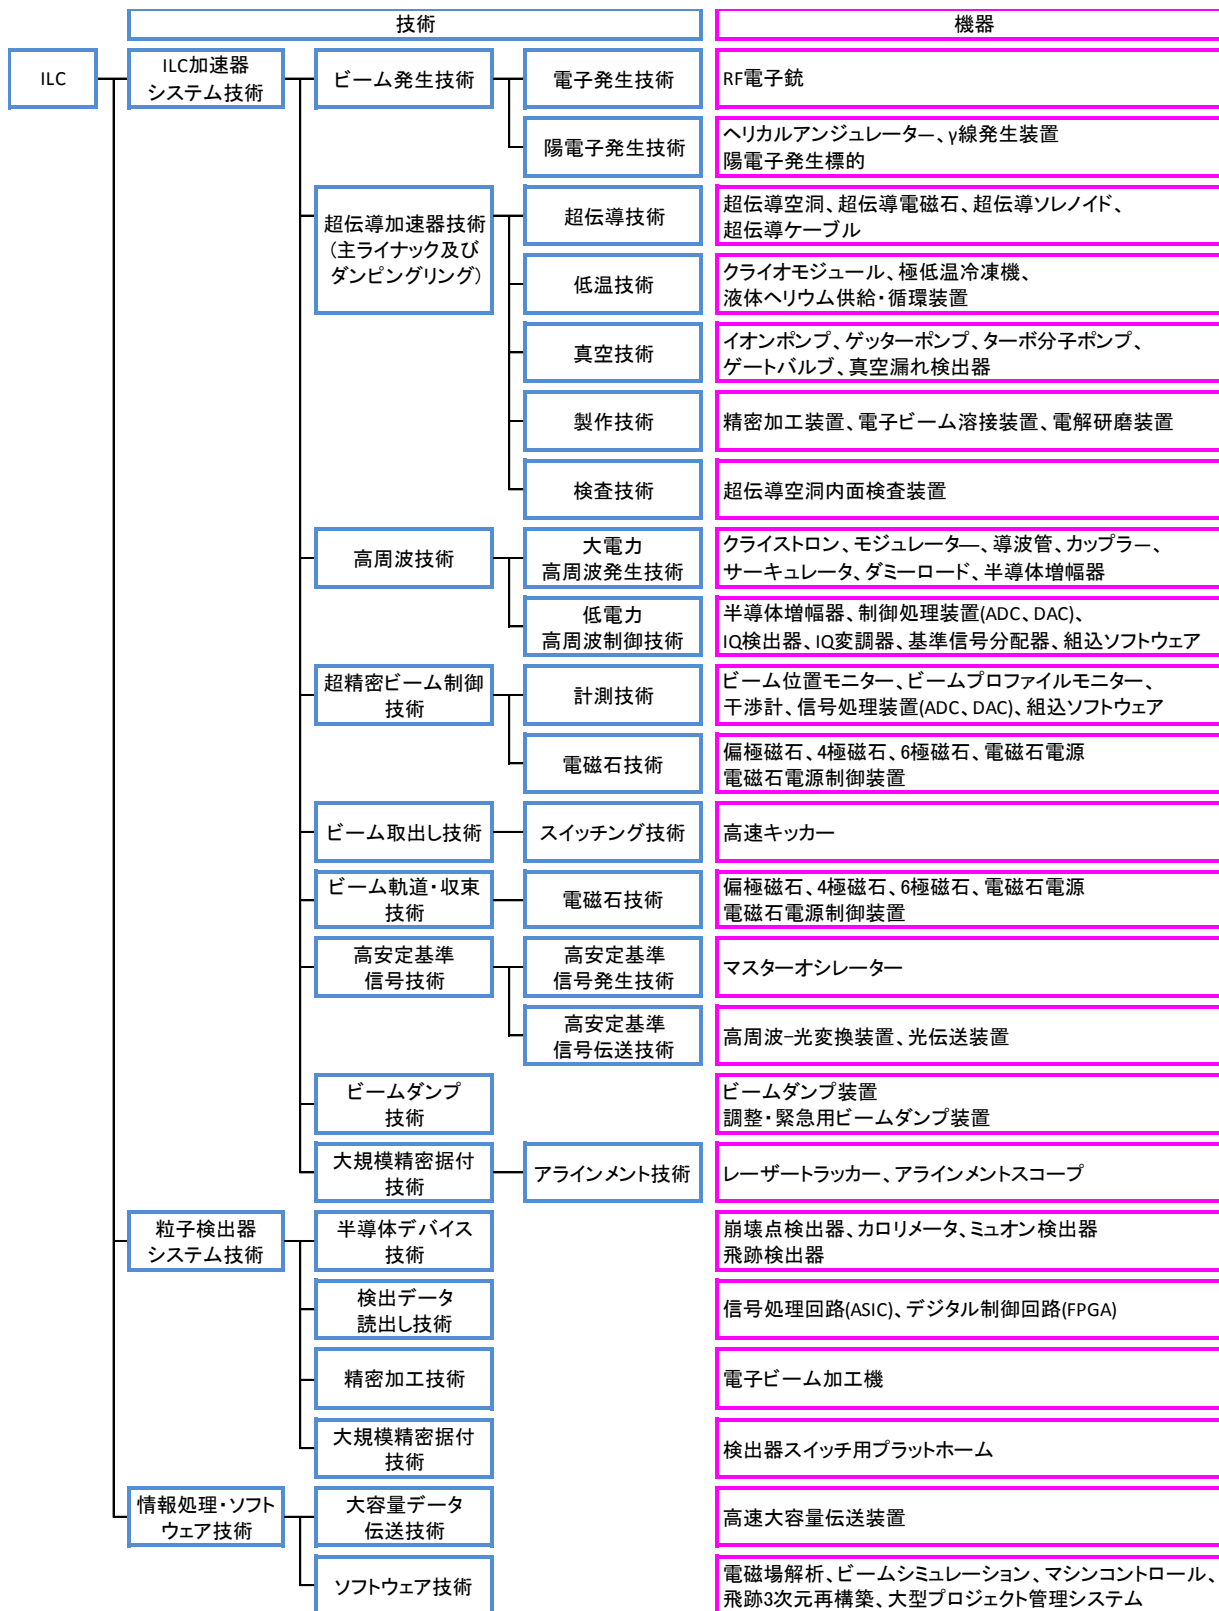 技術
機器
ILC
ILC加速器
システム技術
ビーム発生技術
電子発生技術
RF電子銃
陽電子発生技術
ヘリカルアンジュレーター、γ線発生装置
陽電子発生標的
超伝導加速器技術
(主ライナック及び
ダンピングリング)
超伝導技術
超伝導空洞、超伝導電磁石、超伝導ソレノイド、
超伝導ケーブル
低温技術
クライオモジュール、極低温冷凍機、
液体ヘリウム供給・循環装置
真空技術
イオンポンプ、ゲッターポンプ、ターボ分子ポンプ、
ゲートバルブ、真空漏れ検出器
製作技術
精密加工装置、電子ビーム溶接装置、電解研磨装置
検査技術
超伝導空洞内面検査装置
高周波技術
大電力
高周波発生技術
クライストロン、モジュレーター、導波管、カップラー、
サーキュレータ、ダミーロード、半導体増幅器
低電力
高周波制御技術
半導体増幅器、制御処理装置(ADC、DAC)、
IQ検出器、IQ変調器、基準信号分配器、組込ソフトウェア
超精密ビーム制御
技術
計測技術
ビーム位置モニター、ビームプロファイルモニター、
干渉計、信号処理装置(ADC、DAC)、組込ソフトウェア
電磁石技術
偏極磁石、4極磁石、6極磁石、電磁石電源
電磁石電源制御装置
ビーム取出し技術
スイッチング技術
高速キッカー
ビーム軌道・収束
技術
電磁石技術
偏極磁石、4極磁石、6極磁石、電磁石電源
電磁石電源制御装置
高安定基準
信号技術
高安定基準
信号発生技術
マスターオシレーター
高安定基準
信号伝送技術
高周波-光変換装置、光伝送装置
ビームダンプ
技術
ビームダンプ装置
調整・緊急用ビームダンプ装置
大規模精密据付
技術
アラインメント技術
レーザートラッカー、アラインメントスコープ
粒子検出器
システム技術
半導体デバイス
技術
崩壊点検出器、カロリメータ、ミュオン検出器
飛跡検出器
検出データ
読出し技術
信号処理回路(ASIC)、デジタル制御回路(FPGA)
精密加工技術
電子ビーム加工機
大規模精密据付
技術
検出器スイッチ用プラットホーム
情報処理・ソフト
ウェア技術
大容量データ
伝送技術
高速大容量伝送装置
ソフトウェア技術
電磁場解析、ビームシミュレーション、マシンコントロール、
飛跡3次元再構築、大型プロジェクト管理システム